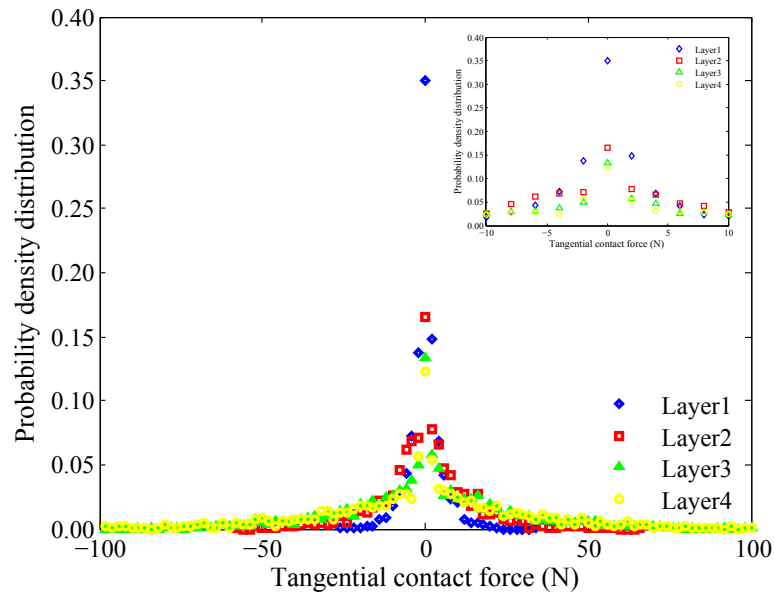 0.40
0.35
0.30
0.25
0.20
0.15
0.10
0.05
0.00
Probability density distribution
−100
−50
0
50
100
Tangential contact force (N)
Layer1
Layer2
Layer3
Layer4
0.40
0.35
0.30
0.25
0.20
0.15
0.10
0.05
0.00
Probability density distribution
−10
−5
0
5
10
Tangential contact force (N)
Layer1
Layer2
Layer3
Layer4